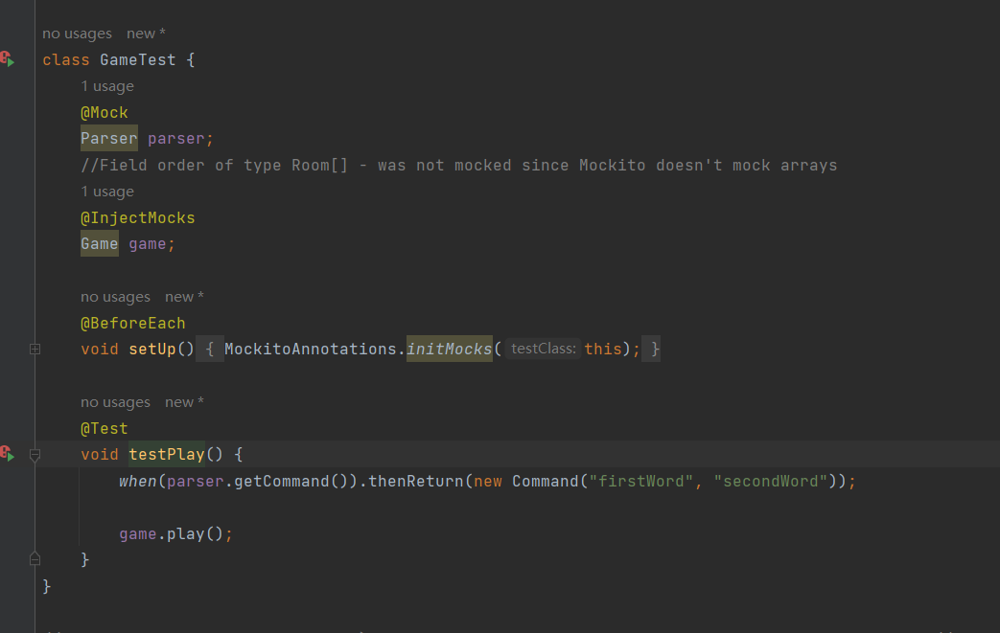 no usages new *
class GameTest {
1 usage
@Mock
Parser parser;
//Field order of type Room[] - was not mocked since Mockito doesn't mock arrays
1 usage
@InjectMocks
Game game;
no usages new *
@BeforeEach
void setUp() { MockitoAnnotations.initMocks( testClass: this); }
no usages new *
@Test
void testPlay() {
when(parser.getCommand()).thenReturn(new Command("firstWord", "secondWord"));
game.play();
}
}